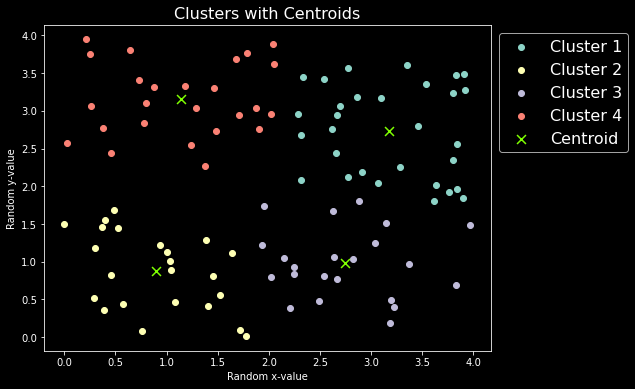 Clusters with Centroids
4.0
3.5
3.0
2.5
2.0
1.5
1.0
0.5
0.0
Random y-value
0.0 0.5 1.0 1.5 2.0 2.5 3.0 3.5 4.0
Random x-value
Cluster 1
Cluster 2
Cluster 3
Cluster 4
Centroid